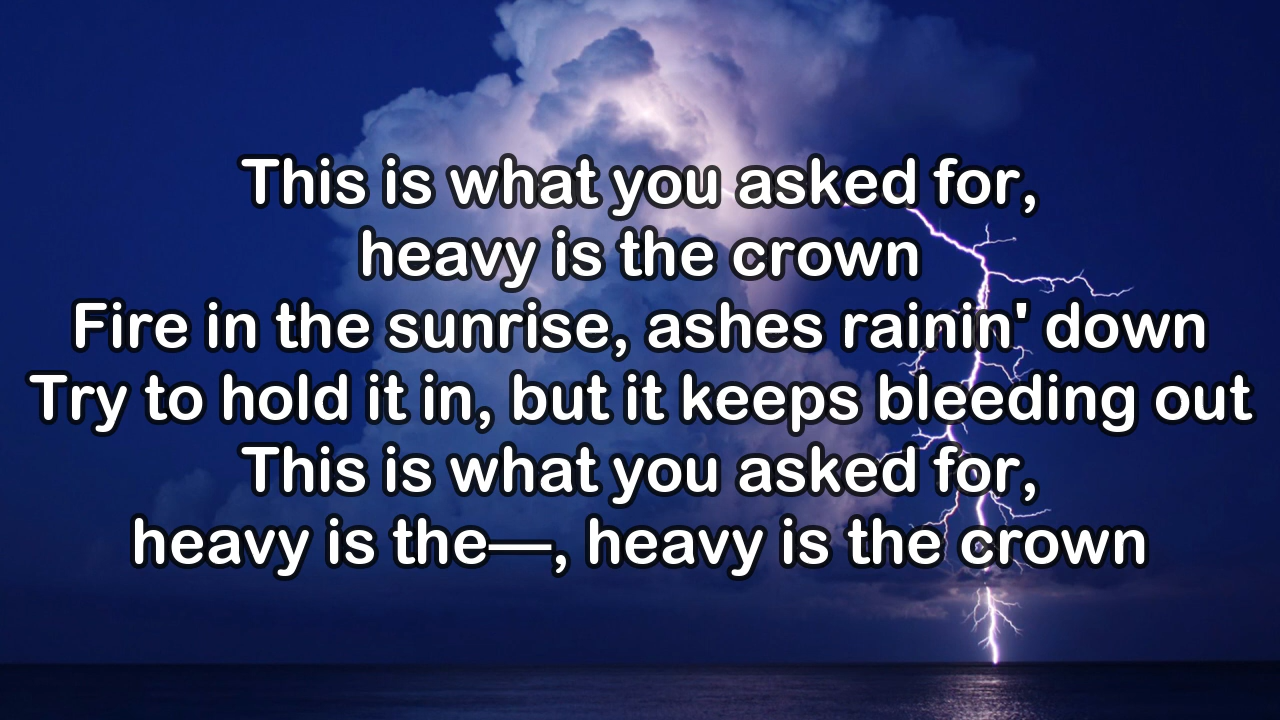 This is what you asked for,
heavy is the crown
Fire in the sunrise, ashes rainin' down
Try to hold it in, but it keeps bleeding out
This is what you asked for,
heavy is the—, heavy is the crown